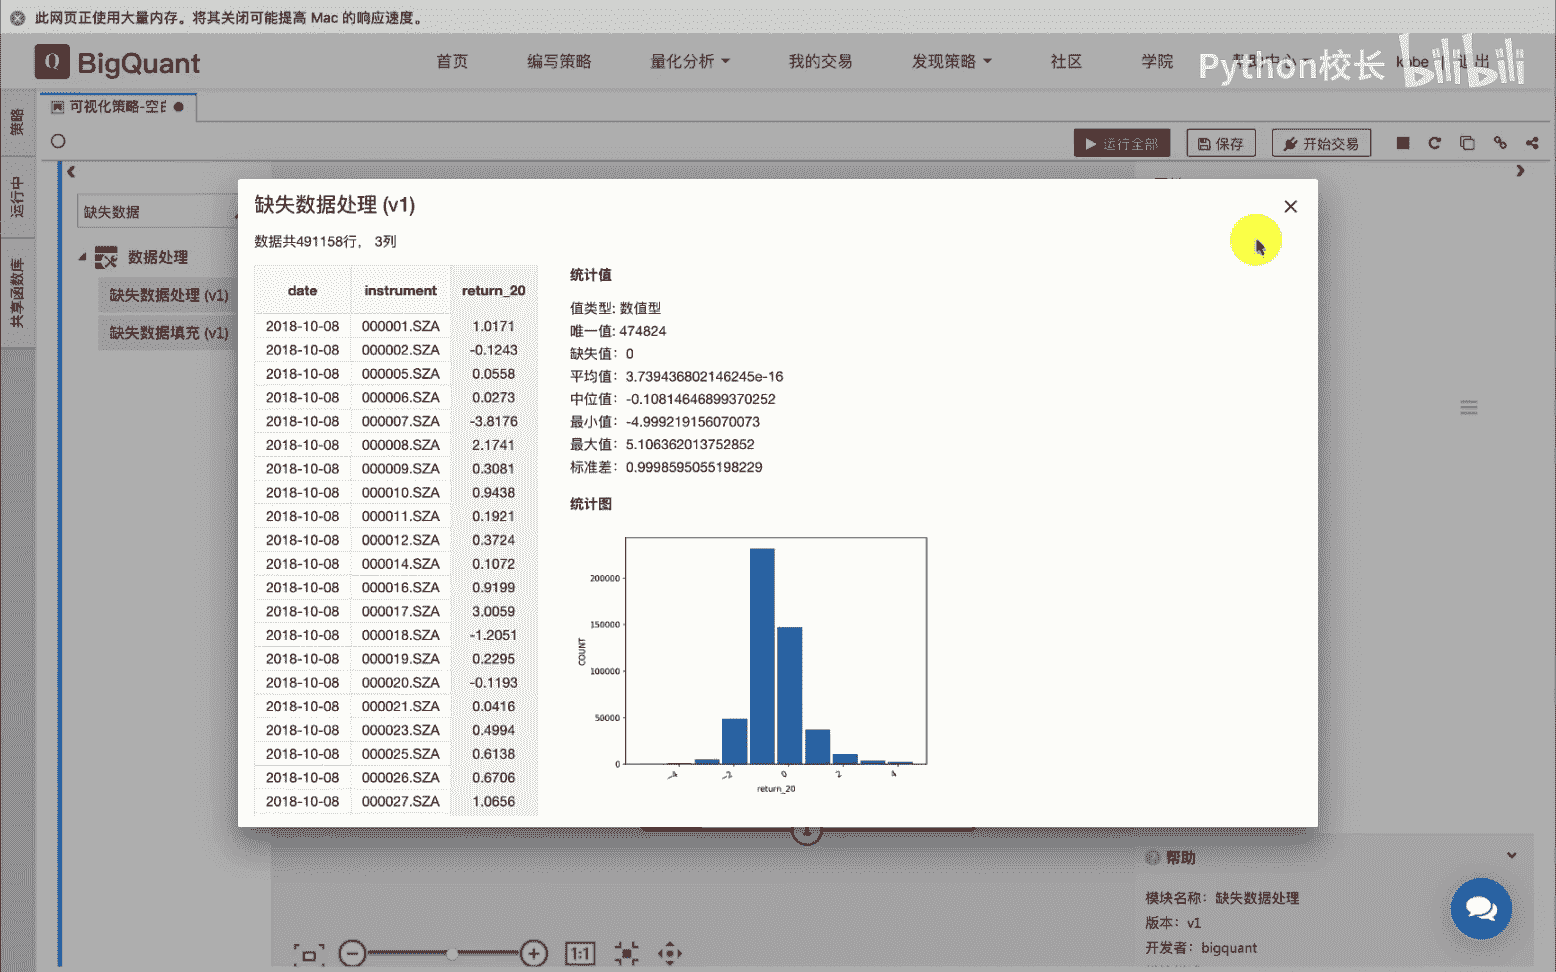 此网页正使用大量内存。将其关闭可能提高 Mac 的响应速度。
Q BigQuant
首页 编写策略 量化分析 我的交易 发现策略 社区 学院
Python校长 bilibili
策略
运行中
共享函数库
可视化策略-空白
运行全部 保存 开始交易
缺失数据
数据处理
缺失数据处理 (v1)
缺失数据填充 (v1)
缺失数据处理 (v1)
数据共491158行， 3列
date instrument return_20
2018-10-08 000001.SZA 1.0171
2018-10-08 000002.SZA -0.1243
2018-10-08 000005.SZA 0.0558
2018-10-08 000006.SZA 0.0273
2018-10-08 000007.SZA -3.8176
2018-10-08 000008.SZA 2.1741
2018-10-08 000009.SZA 0.3081
2018-10-08 000010.SZA 0.9438
2018-10-08 000011.SZA 0.1921
2018-10-08 000012.SZA 0.3724
2018-10-08 000014.SZA 0.1072
2018-10-08 000016.SZA 0.9199
2018-10-08 000017.SZA 3.0059
2018-10-08 000018.SZA -1.2051
2018-10-08 000019.SZA 0.2295
2018-10-08 000020.SZA -0.1193
2018-10-08 000021.SZA 0.0416
2018-10-08 000023.SZA 0.4994
2018-10-08 000025.SZA 0.6138
2018-10-08 000026.SZA 0.6706
2018-10-08 000027.SZA 1.0656
统计值
值类型: 数值型
唯一值: 474824
缺失值：0
平均值：3.739436802146245e-16
中位值：-0.10814646899370252
最小值：-4.999219156070073
最大值：5.106362013752852
标准差：0.9998595055198229
统计图
200000
150000
100000
50000
0
COUNT
-4 -2 0 2 4
return_20
1:1
帮助
模块名称：缺失数据处理
版本：v1
开发者：bigquant